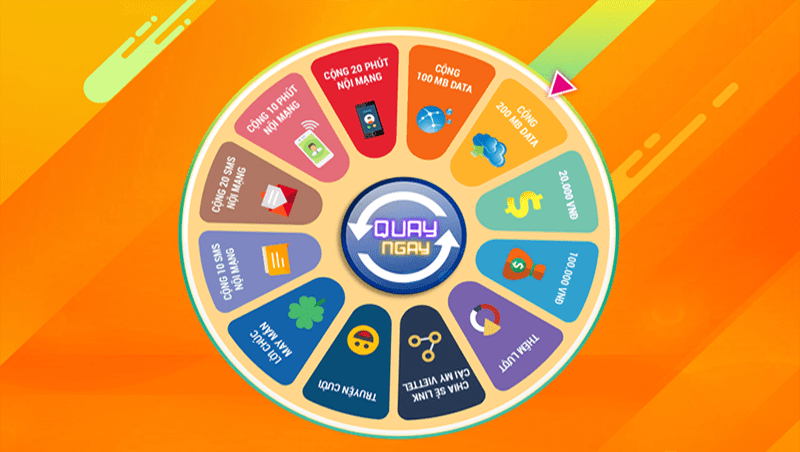 CỘNG 20 PHÚT
NỘI MẠNG
CỘNG
100 MB DATA
CỘNG
200 MB DATA
20.000 VNĐ
100.000 VNĐ
THÊM LƯỢT
CHIA SẺ LINK
CÀI MY VIETTEL
TRUYỆN CƯỜI
LỜI CHÚC
MAY MẮN
CỘNG 10 SMS
NỘI MẠNG
CỘNG 20 SMS
NỘI MẠNG
CỘNG 10 PHÚT
NỘI MẠNG
QUAY
NGAY